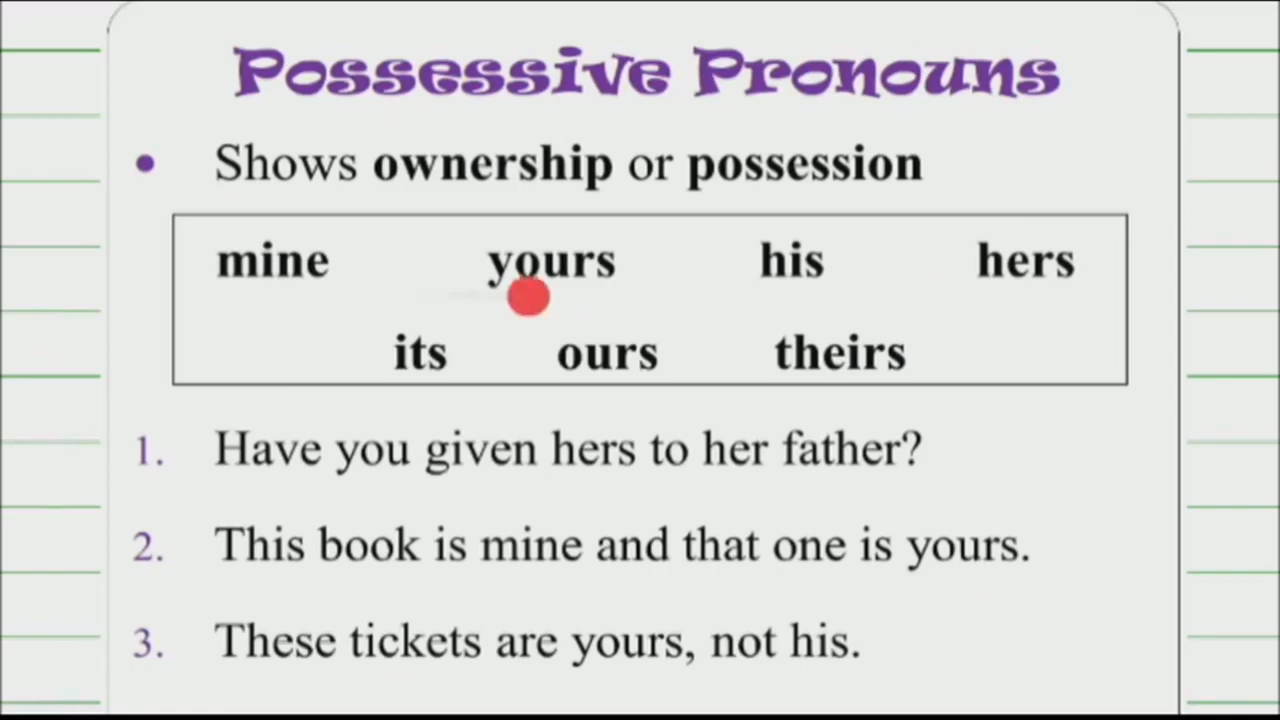 Possessive Pronouns
• Shows ownership or possession
mine yours his hers
its ours theirs
1. Have you given hers to her father?
2. This book is mine and that one is yours.
3. These tickets are yours, not his.